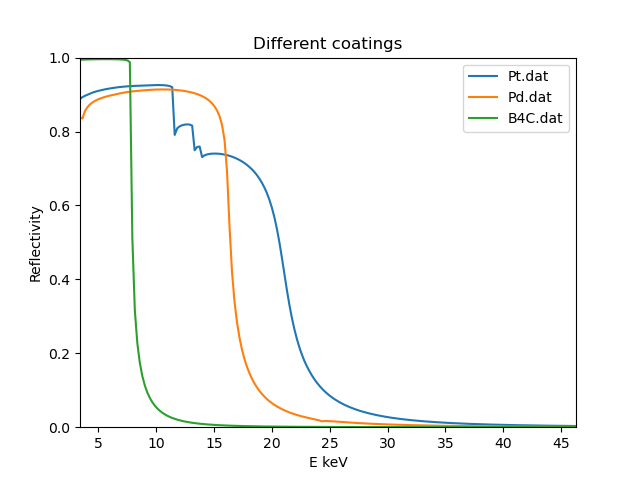 Different coatings
Reflectivity
1.0
0.8
0.6
0.4
0.2
0.0
Pt.dat
Pd.dat
B4C.dat
5 10 15 20 25 30 35 40 45
E keV